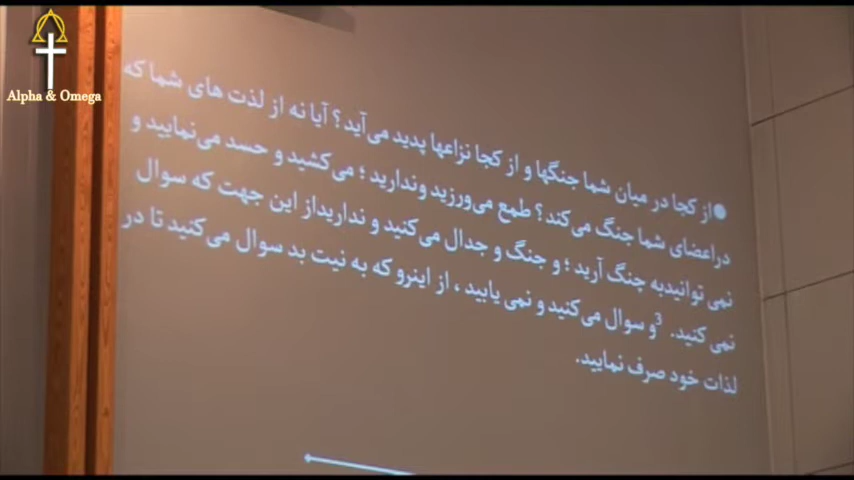 Alpha & Omega
●از کجا در میان شما جنگها و از کجا نزاعها پدید می‌آید؟ آیا نه از لذت های شما که
دراعضای شما جنگ می‌کند؟ طمع می‌ورزید وندارید ؛ می‌کشید و حسد می‌نمایید و
نمی توانیدبه چنگ آرید ؛ و جنگ و جدال می‌کنید و نداریداز این جهت که سوال
نمی کنید. 3و سوال می‌کنید و نمی یابید ، از اینرو که به نیت بد سوال می‌کنید تا در
لذات خود صرف نمایید.